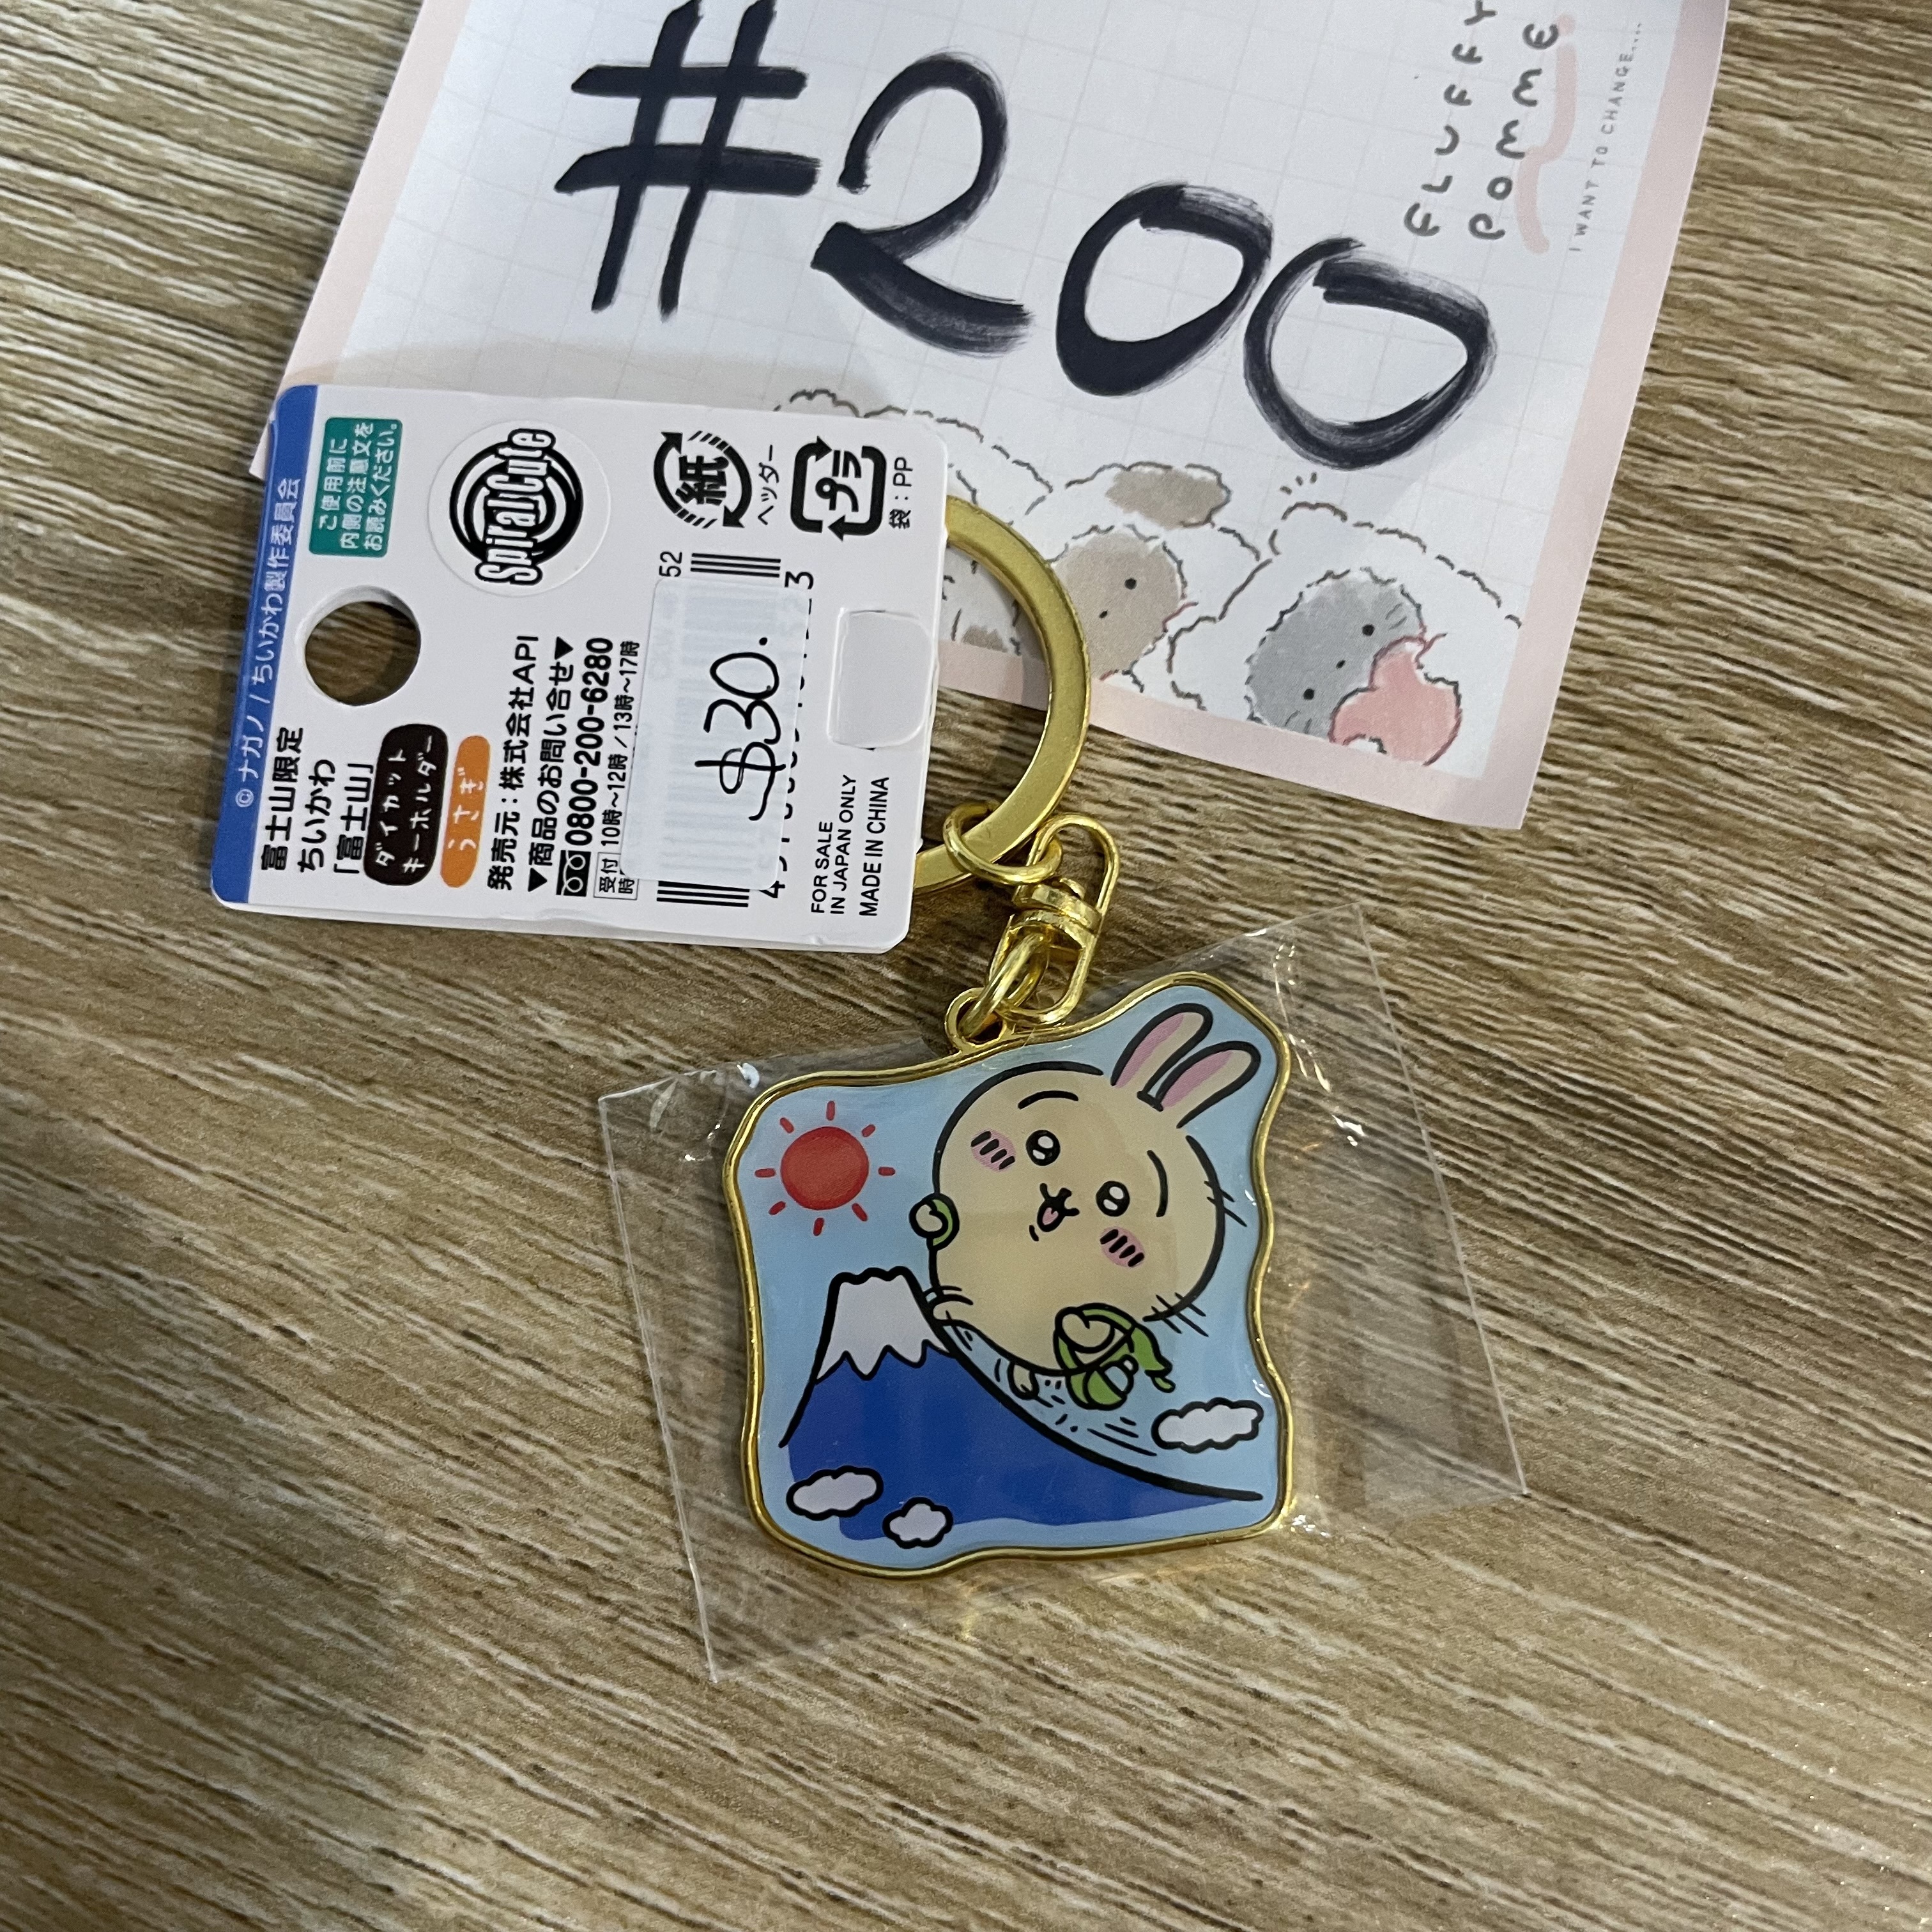 #200
FLUFFY
POMME
I WANT TO CHANGE....
© ナガノ / ちいかわ製作委員会
ご使用前に
内側の注意文を
お読みください。
富士山限定
ちいかわ
「富士山」
ダイカット
キーホルダー
うさぎ
SpiralCute
発売元：株式会社API
▼商品のお問い合せ▼
0800-200-6280
受付 10時～12時 / 13時～17時
紙
ヘッダー
プラ
袋：PP
52
$30.
FOR SALE
IN JAPAN ONLY
MADE IN CHINA